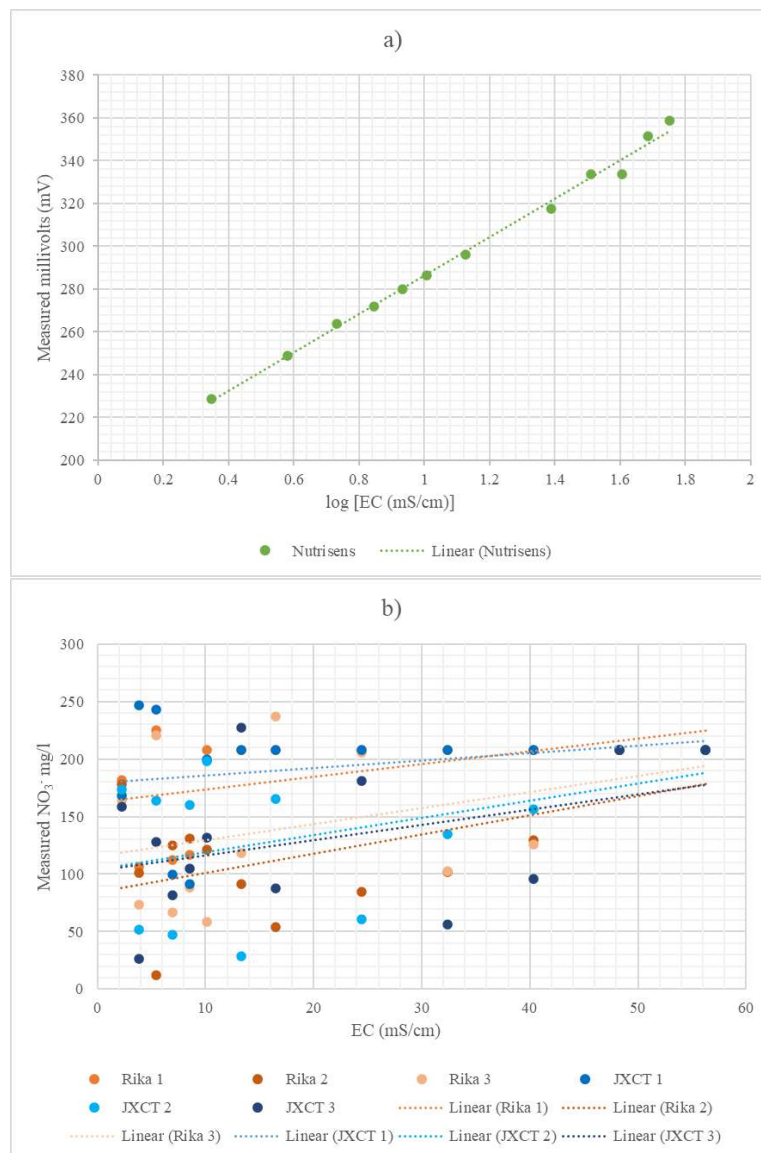 a)
380
360
340
320
300
280
260
240
220
200
Measured millivolts (mV)
0 0.2 0.4 0.6 0.8 1 1.2 1.4 1.6 1.8 2
log [EC (mS/cm)]
Nutrisens Linear (Nutrisens)
b)
300
250
200
150
100
50
0
Measured NO₃⁻ mg/l
0 10 20 30 40 50 60
EC (mS/cm)
Rika 1 Rika 2 Rika 3 JXCT 1
JXCT 2 JXCT 3 Linear (Rika 1) Linear (Rika 2)
Linear (Rika 3) Linear (JXCT 1) Linear (JXCT 2) Linear (JXCT 3)